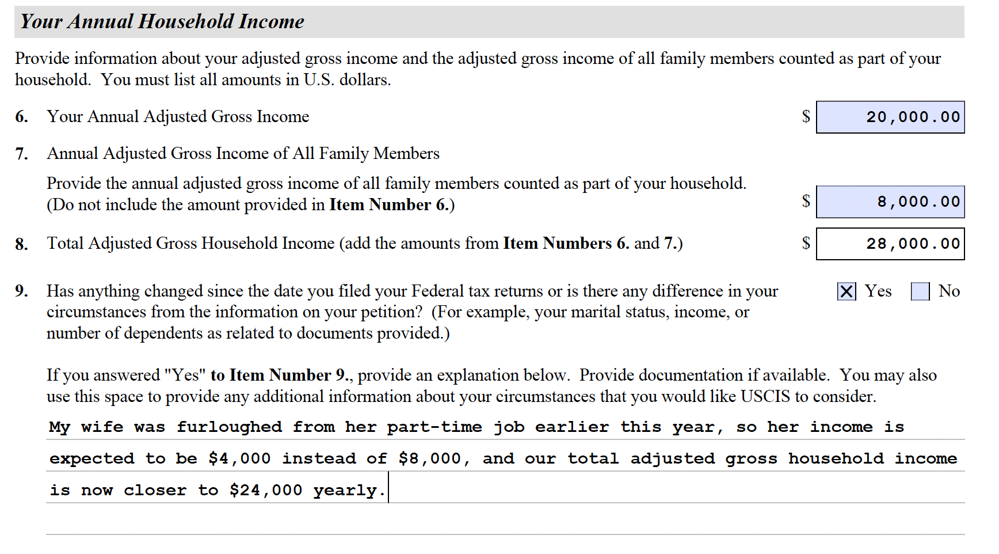 Your Annual Household Income
Provide information about your adjusted gross income and the adjusted gross income of all family members counted as part of your
household.  You must list all amounts in U.S. dollars.
6. Your Annual Adjusted Gross Income $ 20,000.00
7. Annual Adjusted Gross Income of All Family Members
Provide the annual adjusted gross income of all family members counted as part of your household.
(Do not include the amount provided in Item Number 6.) $ 8,000.00
8. Total Adjusted Gross Household Income (add the amounts from Item Numbers 6. and 7.) $ 28,000.00
9. Has anything changed since the date you filed your Federal tax returns or is there any difference in your X Yes No
circumstances from the information on your petition?  (For example, your marital status, income, or
number of dependents as related to documents provided.)
If you answered "Yes" to Item Number 9., provide an explanation below.  Provide documentation if available.  You may also
use this space to provide any additional information about your circumstances that you would like USCIS to consider.
My wife was furloughed from her part-time job earlier this year, so her income is
expected to be $4,000 instead of $8,000, and our total adjusted gross household income
is now closer to $24,000 yearly.